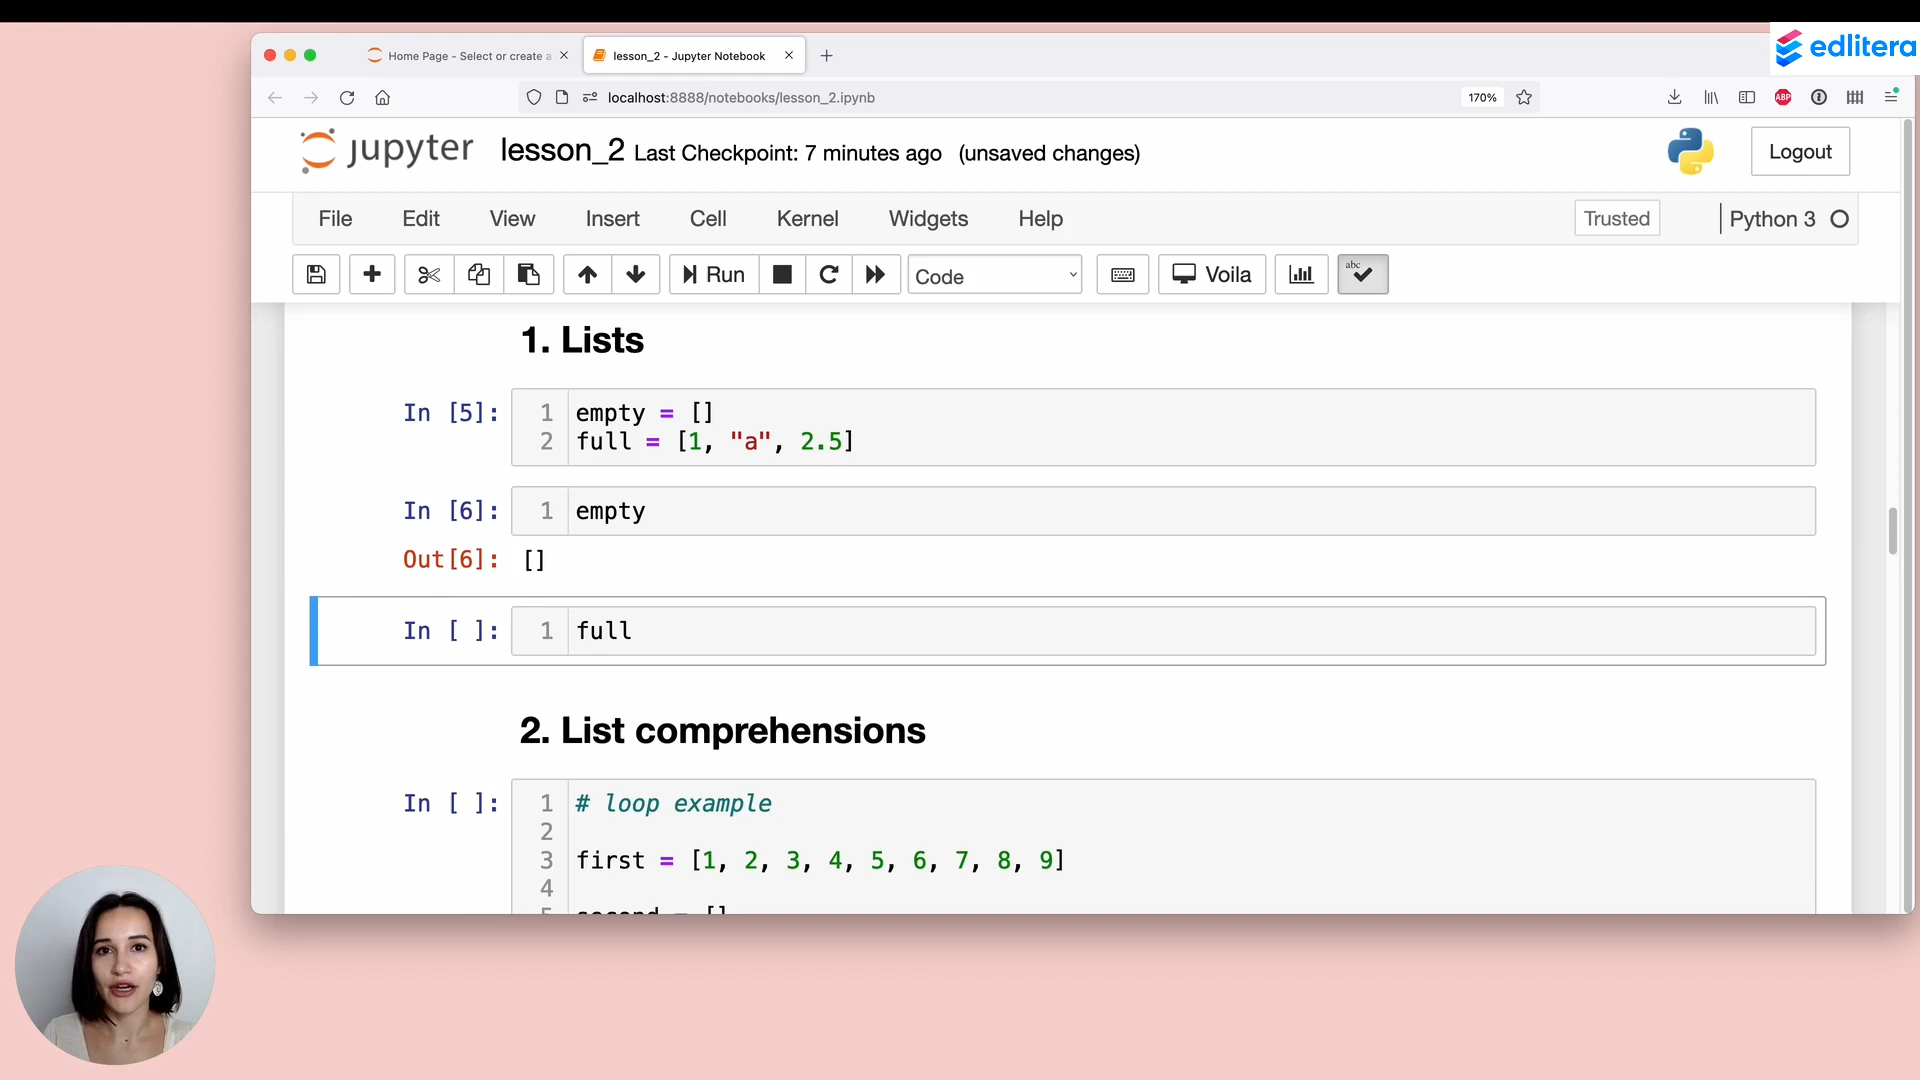 edlitera
Home Page - Select or create a
lesson_2 - Jupyter Notebook
localhost:8888/notebooks/lesson_2.ipynb
170%
ABP
jupyter lesson_2 Last Checkpoint: 7 minutes ago (unsaved changes)
Logout
File Edit View Insert Cell Kernel Widgets Help
Trusted
Python 3
Run
Code
Voila
abc
1. Lists
In [5]:
1 empty = []
2 full = [1, "a", 2.5]
In [6]:
1 empty
Out[6]: []
In [ ]:
1 full
2. List comprehensions
In [ ]:
1 # loop example
2
3 first = [1, 2, 3, 4, 5, 6, 7, 8, 9]
4
5 second = []